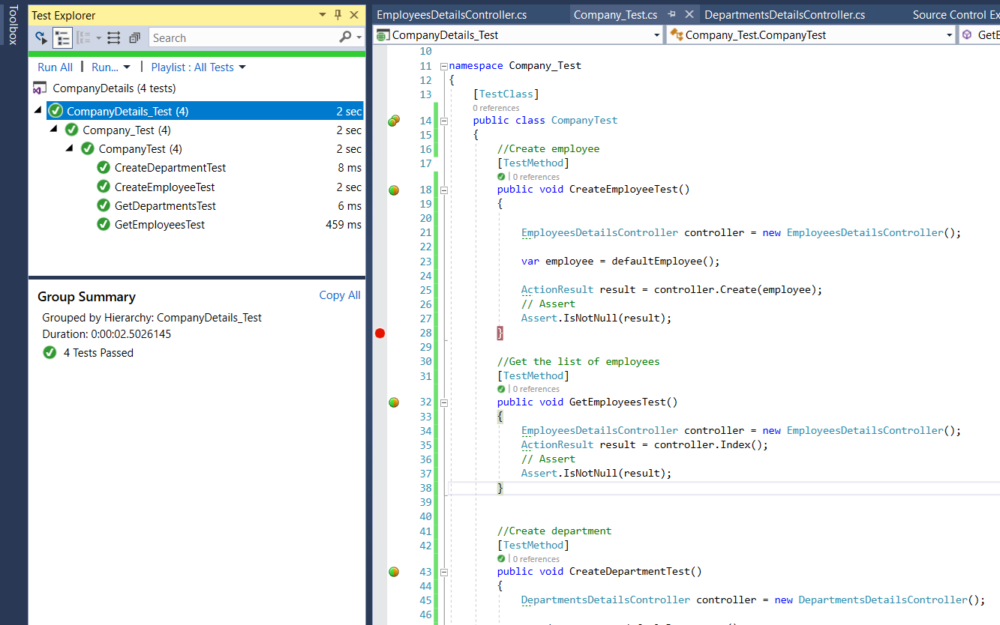 Toolbox
Test Explorer
Search
Run All | Run... | Playlist : All Tests
CompanyDetails (4 tests)
CompanyDetails_Test (4) 2 sec
Company_Test (4) 2 sec
CompanyTest (4) 2 sec
CreateDepartmentTest 8 ms
CreateEmployeeTest 2 sec
GetDepartmentsTest 6 ms
GetEmployeesTest 459 ms
Group Summary Copy All
Grouped by Hierarchy: CompanyDetails_Test
Duration: 0:00:02.5026145
4 Tests Passed
EmployeesDetailsController.cs Company_Test.cs DepartmentsDetailsController.cs Source Control Ex
CompanyDetails_Test Company_Test.CompanyTest GetE
10
11 namespace Company_Test
12 {
13 [TestClass]
0 references
14 public class CompanyTest
15 {
16 //Create employee
17 [TestMethod]
| 0 references
18 public void CreateEmployeeTest()
19 {
20
21 EmployeesDetailsController controller = new EmployeesDetailsController();
22
23 var employee = defaultEmployee();
24
25 ActionResult result = controller.Create(employee);
26 // Assert
27 Assert.IsNotNull(result);
28 }
29
30 //Get the list of employees
31 [TestMethod]
| 0 references
32 public void GetEmployeesTest()
33 {
34 EmployeesDetailsController controller = new EmployeesDetailsController();
35 ActionResult result = controller.Index();
36 // Assert
37 Assert.IsNotNull(result);
38 }
39
40
41 //Create department
42 [TestMethod]
| 0 references
43 public void CreateDepartmentTest()
44 {
45 DepartmentsDetailsController controller = new DepartmentsDetailsController();
46